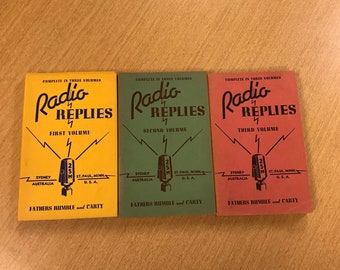 COMPLETE IN THREE VOLUMES
Radio
REPLIES
FIRST VOLUME
SYDNEY
AUSTRALIA
ST. PAUL, MINN.
U.S.A.
FATHERS RUMBLE and CARTY
COMPLETE IN THREE VOLUMES
Radio
REPLIES
SECOND VOLUME
SYDNEY
AUSTRALIA
ST. PAUL, MINN.
U.S.A.
FATHERS RUMBLE and CARTY
COMPLETE IN THREE VOLUMES
Radio
REPLIES
THIRD VOLUME
SYDNEY
AUSTRALIA
ST. PAUL, MINN.
U.S.A.
FATHERS RUMBLE and CARTY